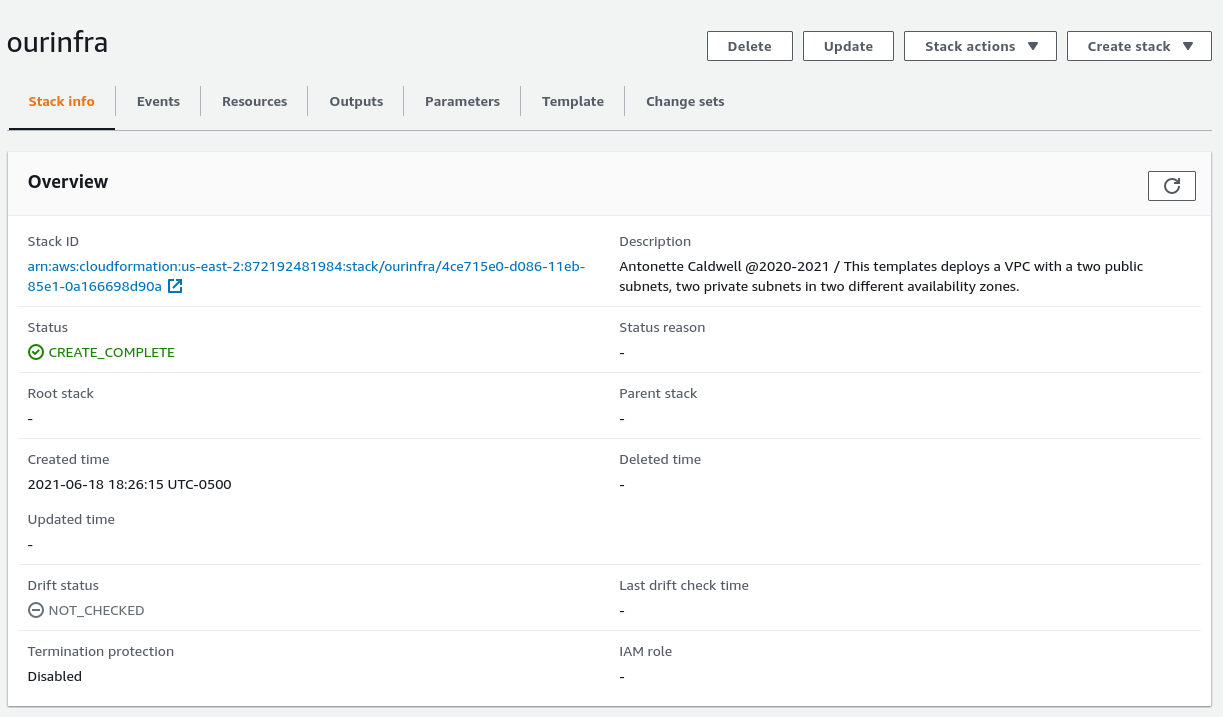 ourinfra
Delete Update Stack actions Create stack
Stack info Events Resources Outputs Parameters Template Change sets
Overview
Stack ID
arn:aws:cloudformation:us-east-2:872192481984:stack/ourinfra/4ce715e0-d086-11eb-
85e1-0a166698d90a
Description
Antonette Caldwell @2020-2021 / This templates deploys a VPC with a two public
subnets, two private subnets in two different availability zones.
Status
CREATE_COMPLETE
Status reason
-
Root stack
-
Parent stack
-
Created time
2021-06-18 18:26:15 UTC-0500
Deleted time
-
Updated time
-
Drift status
NOT_CHECKED
Last drift check time
-
Termination protection
Disabled
IAM role
-